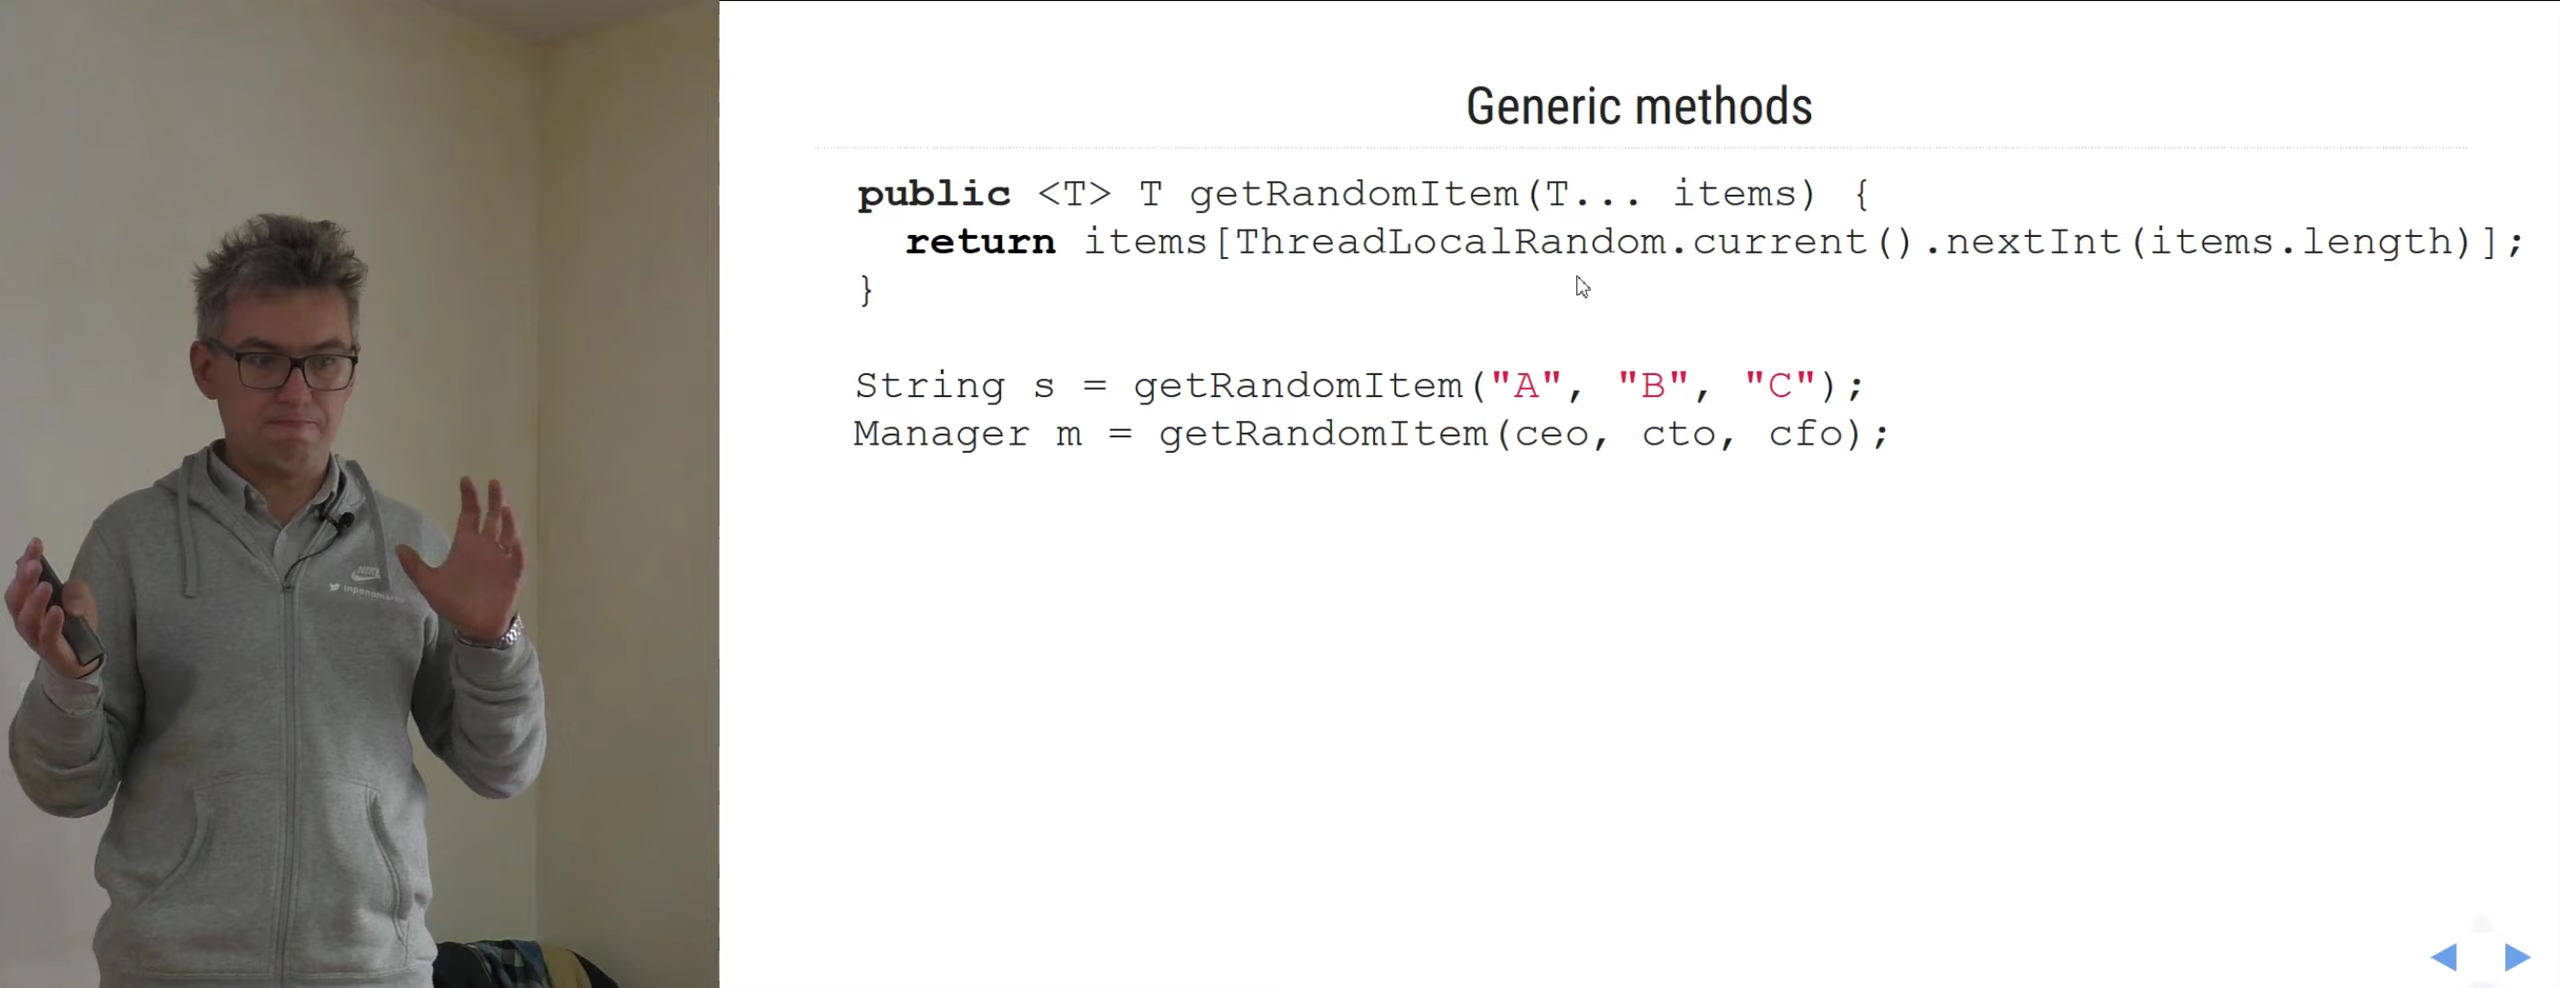 Generic methods
public <T> T getRandomItem(T... items) {
  return items[ThreadLocalRandom.current().nextInt(items.length)];
}
String s = getRandomItem("A", "B", "C");
Manager m = getRandomItem(ceo, cto, cfo);